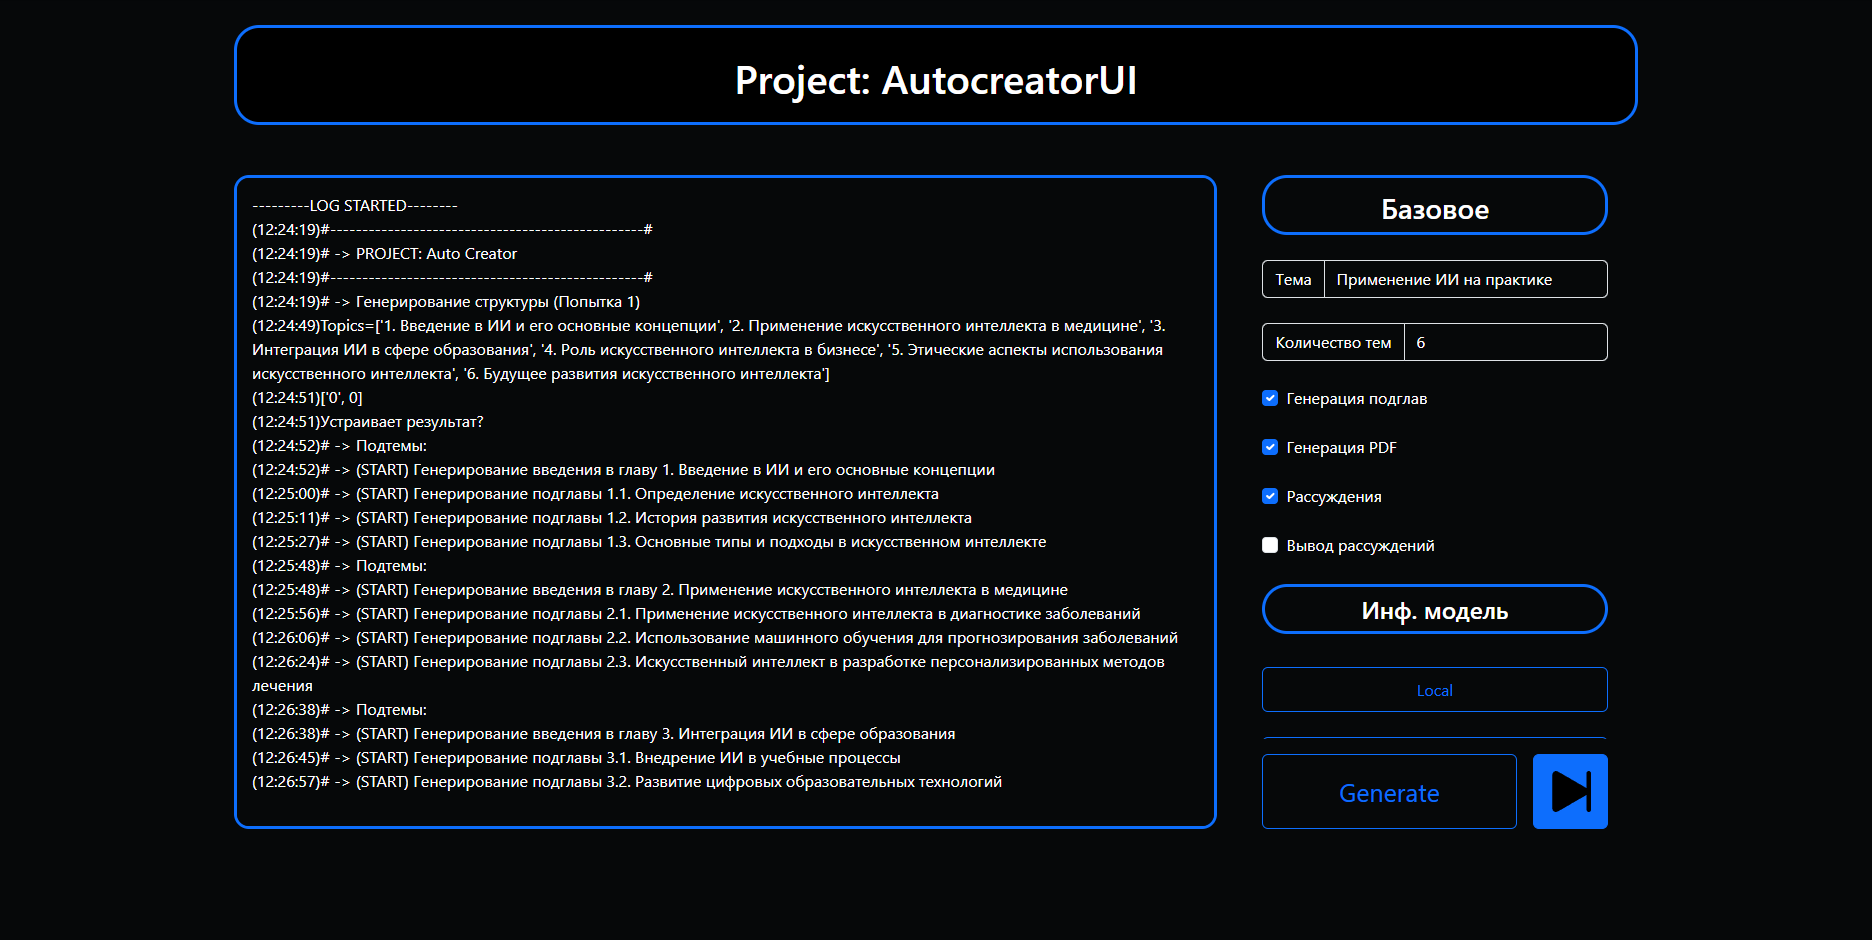 Project: AutocreatorUI
---------LOG STARTED--------
(12:24:19)#-------------------------------------------------#
(12:24:19)# -> PROJECT: Auto Creator
(12:24:19)#-------------------------------------------------#
(12:24:19)# -> Генерирование структуры (Попытка 1)
(12:24:49)Topics=['1. Введение в ИИ и его основные концепции', '2. Применение искусственного интеллекта в медицине', '3.
Интеграция ИИ в сфере образования', '4. Роль искусственного интеллекта в бизнесе', '5. Этические аспекты использования
искусственного интеллекта', '6. Будущее развития искусственного интеллекта']
(12:24:51)['0', 0]
(12:24:51)Устраивает результат?
(12:24:52)# -> Подтемы:
(12:24:52)# -> (START) Генерирование введения в главу 1. Введение в ИИ и его основные концепции
(12:25:00)# -> (START) Генерирование подглавы 1.1. Определение искусственного интеллекта
(12:25:11)# -> (START) Генерирование подглавы 1.2. История развития искусственного интеллекта
(12:25:27)# -> (START) Генерирование подглавы 1.3. Основные типы и подходы в искусственном интеллекте
(12:25:48)# -> Подтемы:
(12:25:48)# -> (START) Генерирование введения в главу 2. Применение искусственного интеллекта в медицине
(12:25:56)# -> (START) Генерирование подглавы 2.1. Применение искусственного интеллекта в диагностике заболеваний
(12:26:06)# -> (START) Генерирование подглавы 2.2. Использование машинного обучения для прогнозирования заболеваний
(12:26:24)# -> (START) Генерирование подглавы 2.3. Искусственный интеллект в разработке персонализированных методов
лечения
(12:26:38)# -> Подтемы:
(12:26:38)# -> (START) Генерирование введения в главу 3. Интеграция ИИ в сфере образования
(12:26:45)# -> (START) Генерирование подглавы 3.1. Внедрение ИИ в учебные процессы
(12:26:57)# -> (START) Генерирование подглавы 3.2. Развитие цифровых образовательных технологий
Базовое
Тема Применение ИИ на практике
Количество тем 6
Генерация подглав
Генерация PDF
Рассуждения
Вывод рассуждений
Инф. модель
Local
Generate